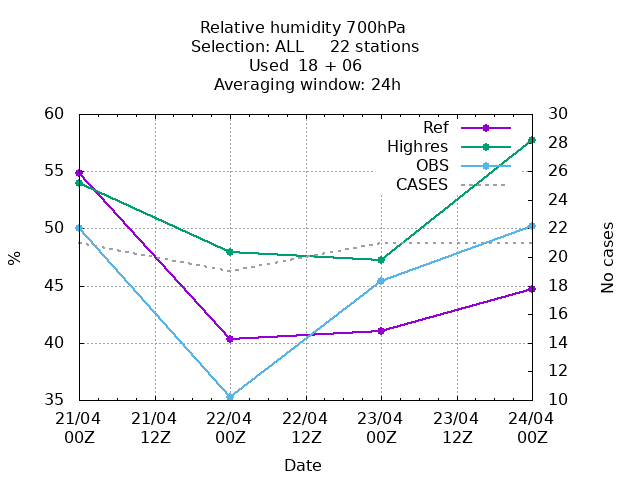 Relative humidity 700hPa
Selection: ALL     22 stations
Used  18 + 06
Averaging window: 24h
60
55
50
45
40
35
%
30
28
26
24
22
20
18
16
14
12
10
No cases
Ref
Highres
OBS
CASES
21/04 21/04 22/04 22/04 23/04 23/04 24/04
00Z 12Z 00Z 12Z 00Z 12Z 00Z
Date